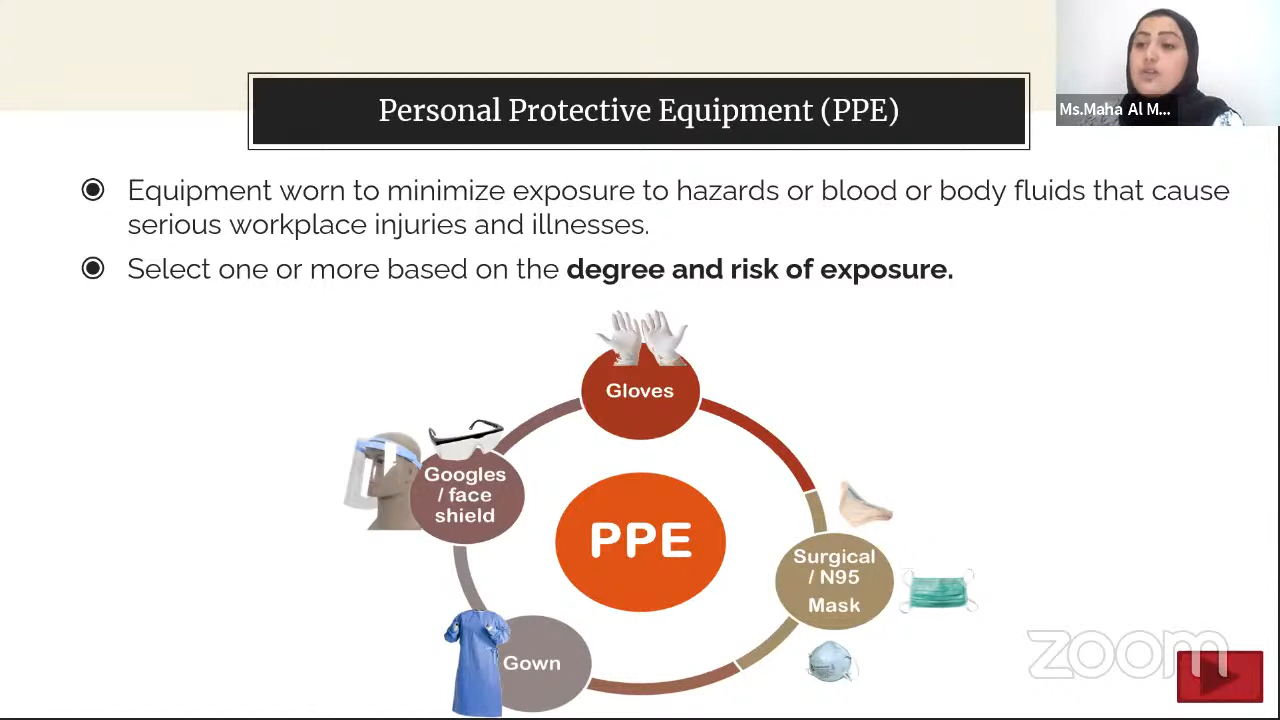 Personal Protective Equipment (PPE)
Ms.Maha Al M...
Equipment worn to minimize exposure to hazards or blood or body fluids that cause
serious workplace injuries and illnesses.
Select one or more based on the degree and risk of exposure.
Gloves
Googles
/ face
shield
PPE
Surgical
/ N95
Mask
Gown
zoom